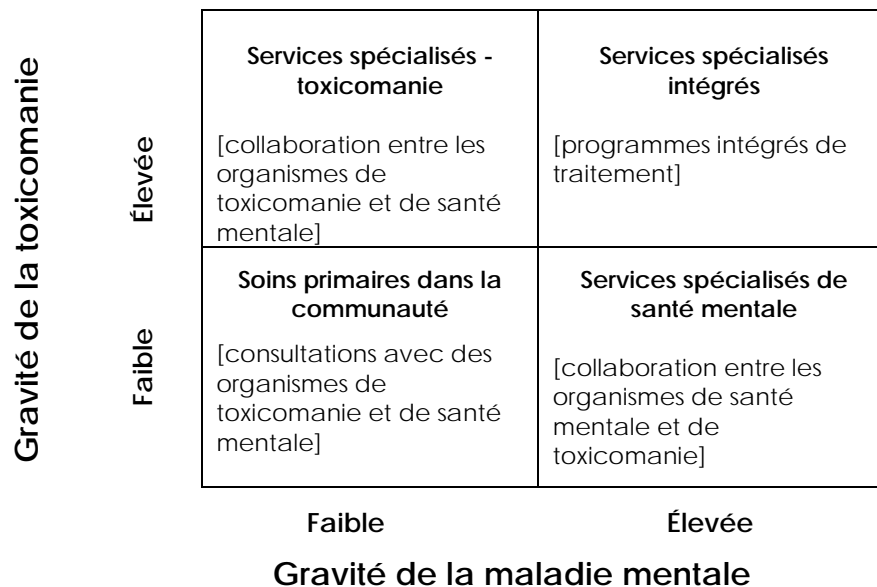 Gravité de la toxicomanie
Élevée
Services spécialisés -
toxicomanie
[collaboration entre les
organismes de
toxicomanie et de santé
mentale]
Services spécialisés
intégrés
[programmes intégrés de
traitement]
Faible
Soins primaires dans la
communauté
[consultations avec des
organismes de
toxicomanie et de santé
mentale]
Services spécialisés de
santé mentale
[collaboration entre les
organismes de santé
mentale et de
toxicomanie]
Faible
Élevée
Gravité de la maladie mentale